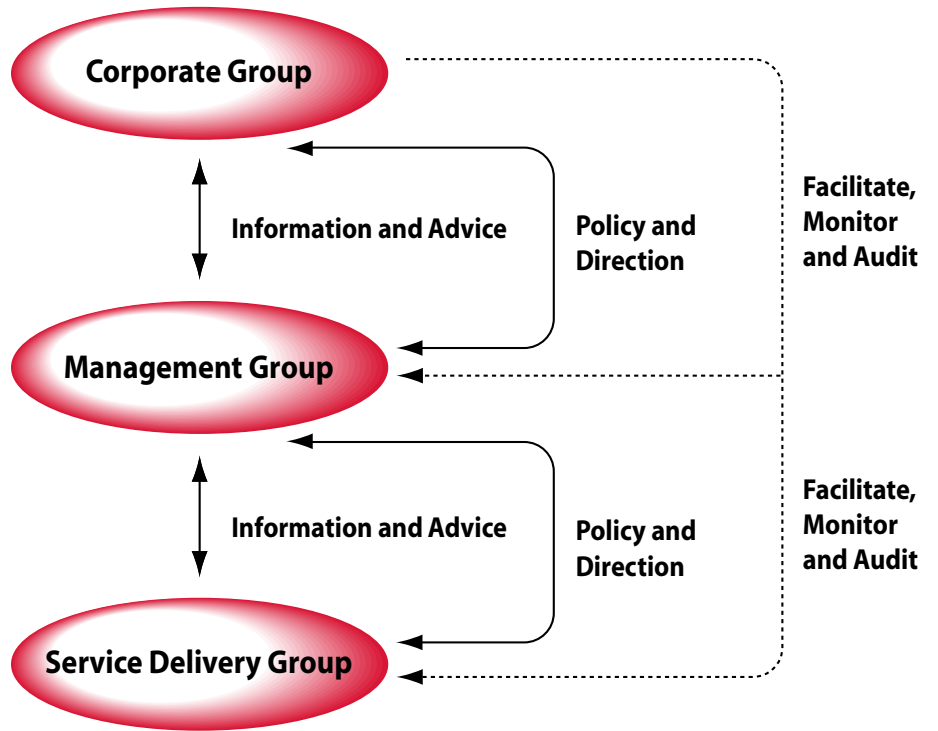 Corporate Group
Information and Advice
Policy and
Direction
Facilitate,
Monitor
and Audit
Management Group
Information and Advice
Policy and
Direction
Facilitate,
Monitor
and Audit
Service Delivery Group